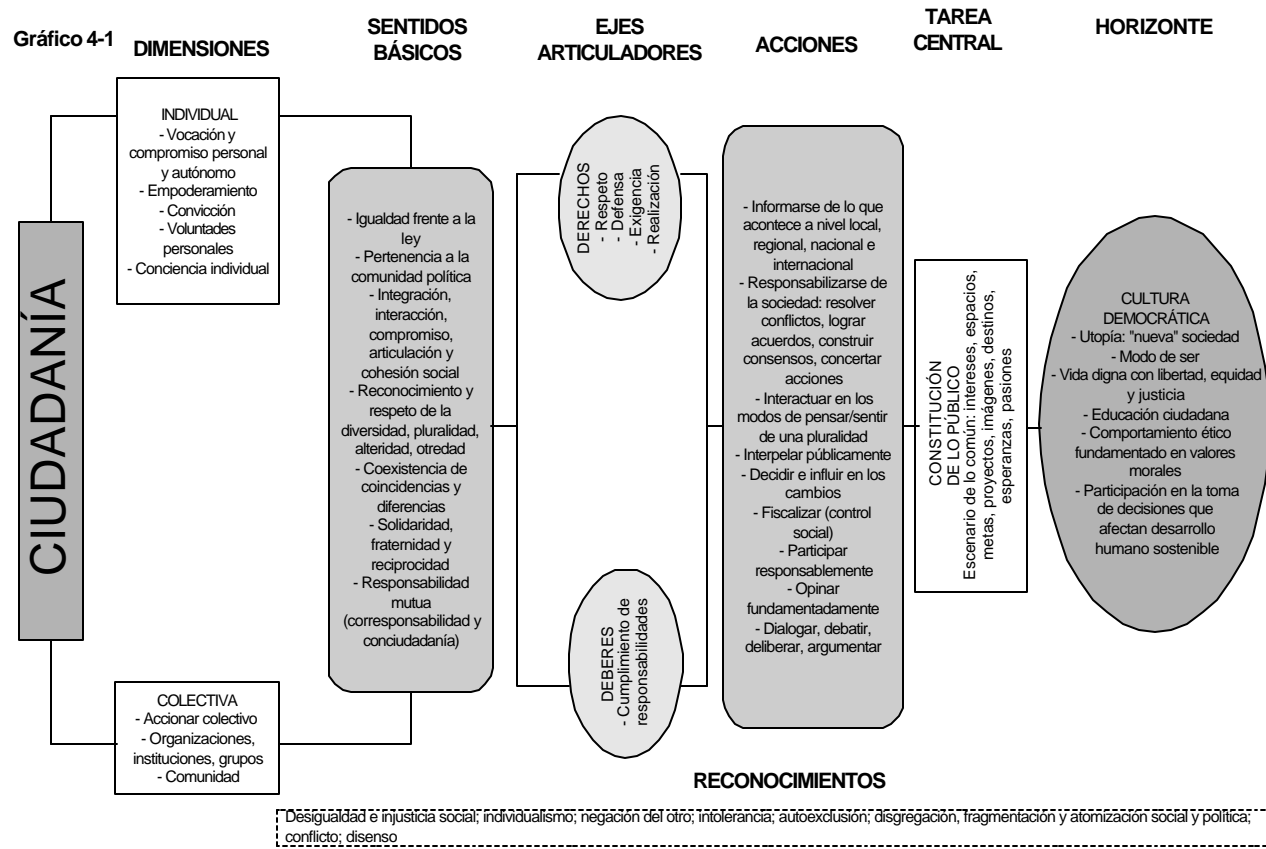 Gráfico 4-1
DIMENSIONES
SENTIDOS
BÁSICOS
EJES
ARTICULADORES
ACCIONES
TAREA
CENTRAL
HORIZONTE
CIUDADANÍA
INDIVIDUAL
- Vocación y
compromiso personal
y autónomo
- Empoderamiento
- Convicción
- Voluntades
personales
- Conciencia individual
COLECTIVA
- Accionar colectivo
- Organizaciones,
instituciones, grupos
- Comunidad
- Igualdad frente a la
ley
- Pertenencia a la
comunidad política
- Integración,
interacción,
compromiso,
articulación y
cohesión social
- Reconocimiento y
respeto de la
diversidad, pluralidad,
alteridad, otredad
- Coexistencia de
coincidencias y
diferencias
- Solidaridad,
fraternidad y
reciprocidad
- Responsabilidad
mutua
(corresponsabilidad y
conciudadanía)
DERECHOS
- Respeto
- Defensa
- Exigencia
- Realización
DEBERES
- Cumplimiento de
responsabilidades
- Informarse de lo que
acontece a nivel local,
regional, nacional e
internacional
- Responsabilizarse de
la sociedad: resolver
conflictos, lograr
acuerdos, construir
consensos, concertar
acciones
- Interactuar en los
modos de pensar/sentir
de una pluralidad
- Interpelar públicamente
- Decidir e influir en los
cambios
- Fiscalizar (control
social)
- Participar
responsablemente
- Opinar
fundamentadamente
- Dialogar, debatir,
deliberar, argumentar
CONSTITUCIÓN
DE LO PÚBLICO
Escenario de lo común: intereses, espacios,
metas, proyectos, imágenes, destinos,
esperanzas, pasiones
CULTURA
DEMOCRÁTICA
- Utopía: "nueva" sociedad
- Modo de ser
- Vida digna con libertad, equidad
y justicia
- Educación ciudadana
- Comportamiento ético
fundamentado en valores
morales
- Participación en la toma
de decisiones que
afectan desarrollo
humano sostenible
RECONOCIMIENTOS
Desigualdad e injusticia social; individualismo; negación del otro; intolerancia; autoexclusión; disgregación, fragmentación y atomización social y política;
conflicto; disenso